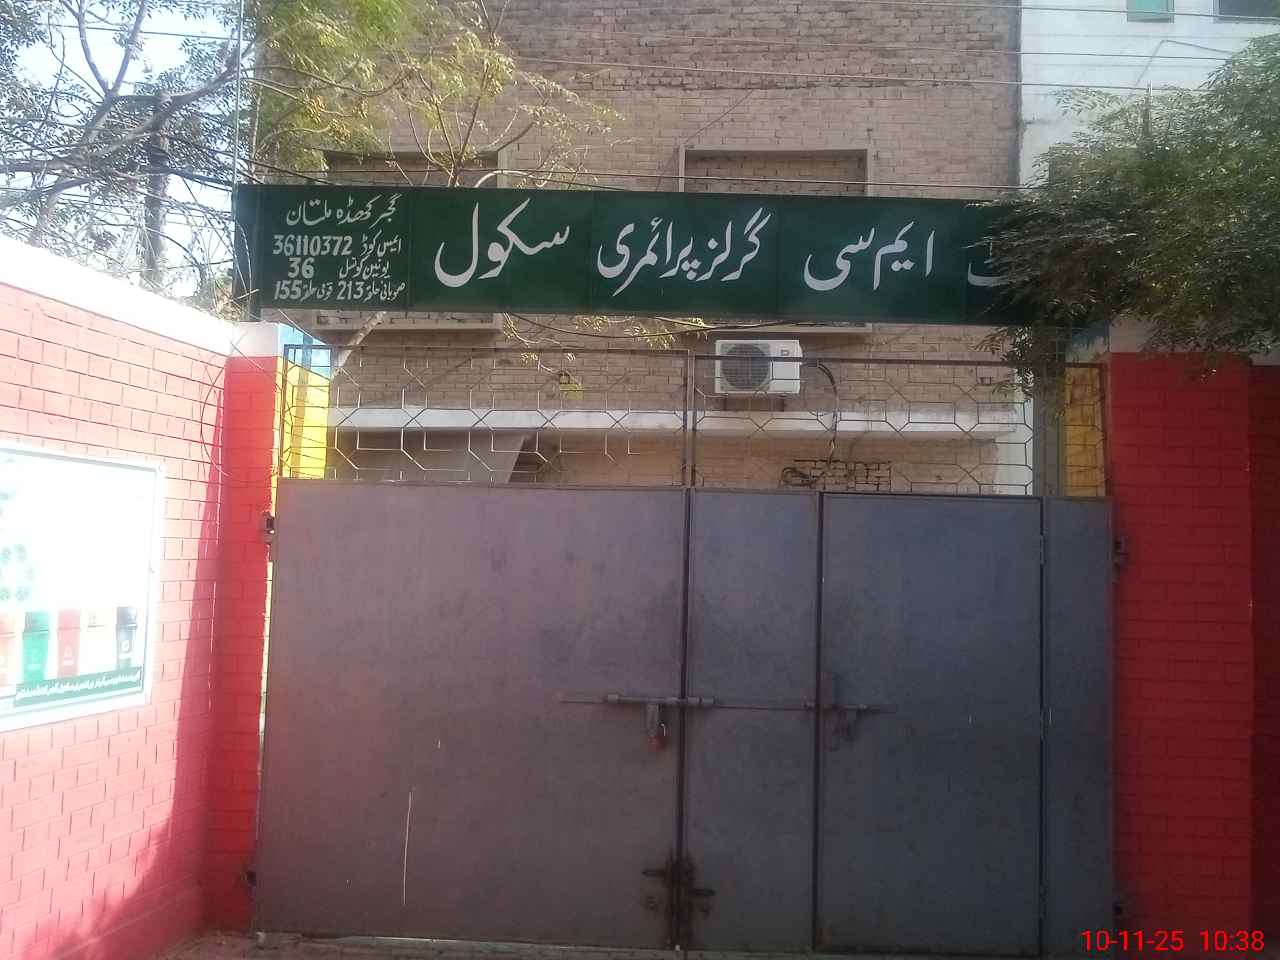 ایم سی گرلز پرائمری سکول
گجر کھڈہ ملتان
ایمس کوڈ 36110372
یونین کونسل 36
صوبائی حلقہ 213 قومی حلقہ 155
10-11-25 10:38